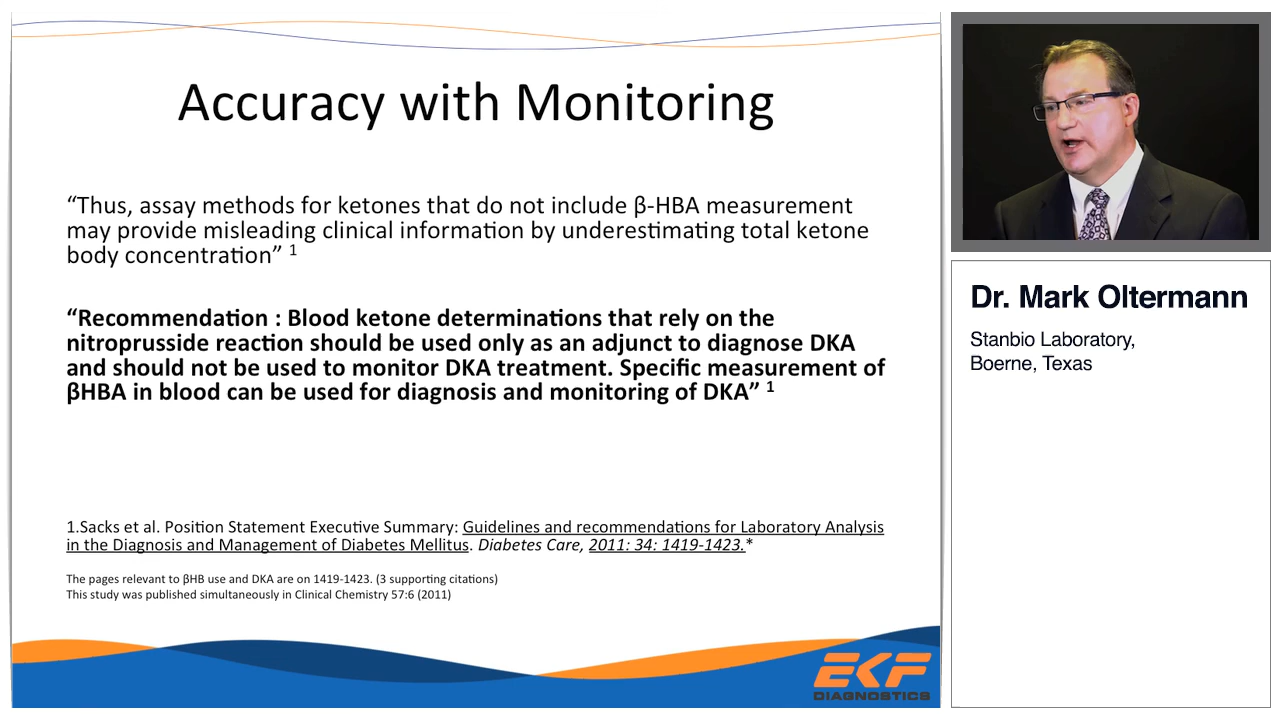 Accuracy with Monitoring
“Thus, assay methods for ketones that do not include β-HBA measurement
may provide misleading clinical information by underestimating total ketone
body concentration” 1
“Recommendation : Blood ketone determinations that rely on the
nitroprusside reaction should be used only as an adjunct to diagnose DKA
and should not be used to monitor DKA treatment. Specific measurement of
βHBA in blood can be used for diagnosis and monitoring of DKA” 1
1.Sacks et al. Position Statement Executive Summary: Guidelines and recommendations for Laboratory Analysis
in the Diagnosis and Management of Diabetes Mellitus. Diabetes Care, 2011: 34: 1419-1423.*
The pages relevant to βHB use and DKA are on 1419-1423. (3 supporting citations)
This study was published simultaneously in Clinical Chemistry 57:6 (2011)
EKF
DIAGNOSTICS
Dr. Mark Oltermann
Stanbio Laboratory,
Boerne, Texas